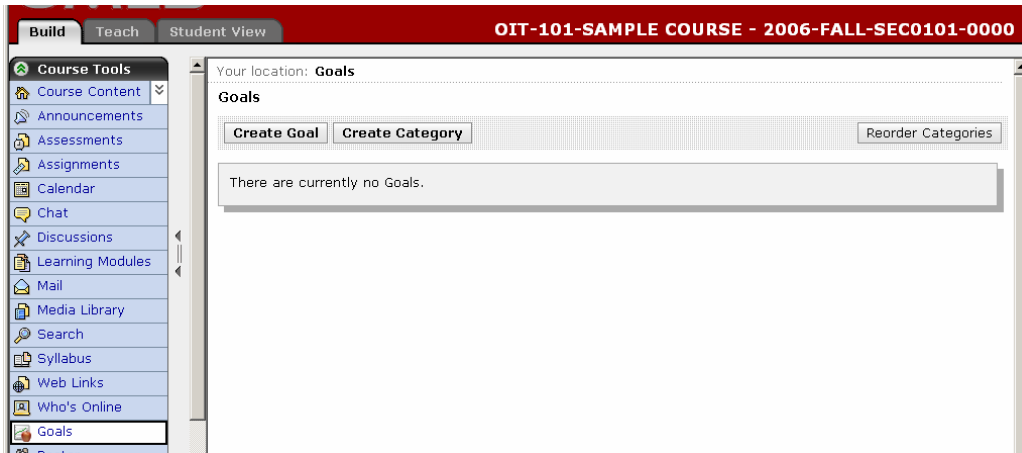 Build Teach Student View OIT-101-SAMPLE COURSE - 2006-FALL-SEC0101-0000
Course Tools
Course Content
Announcements
Assessments
Assignments
Calendar
Chat
Discussions
Learning Modules
Mail
Media Library
Search
Syllabus
Web Links
Who's Online
Goals
Your location: Goals
Goals
Create Goal Create Category Reorder Categories
There are currently no Goals.